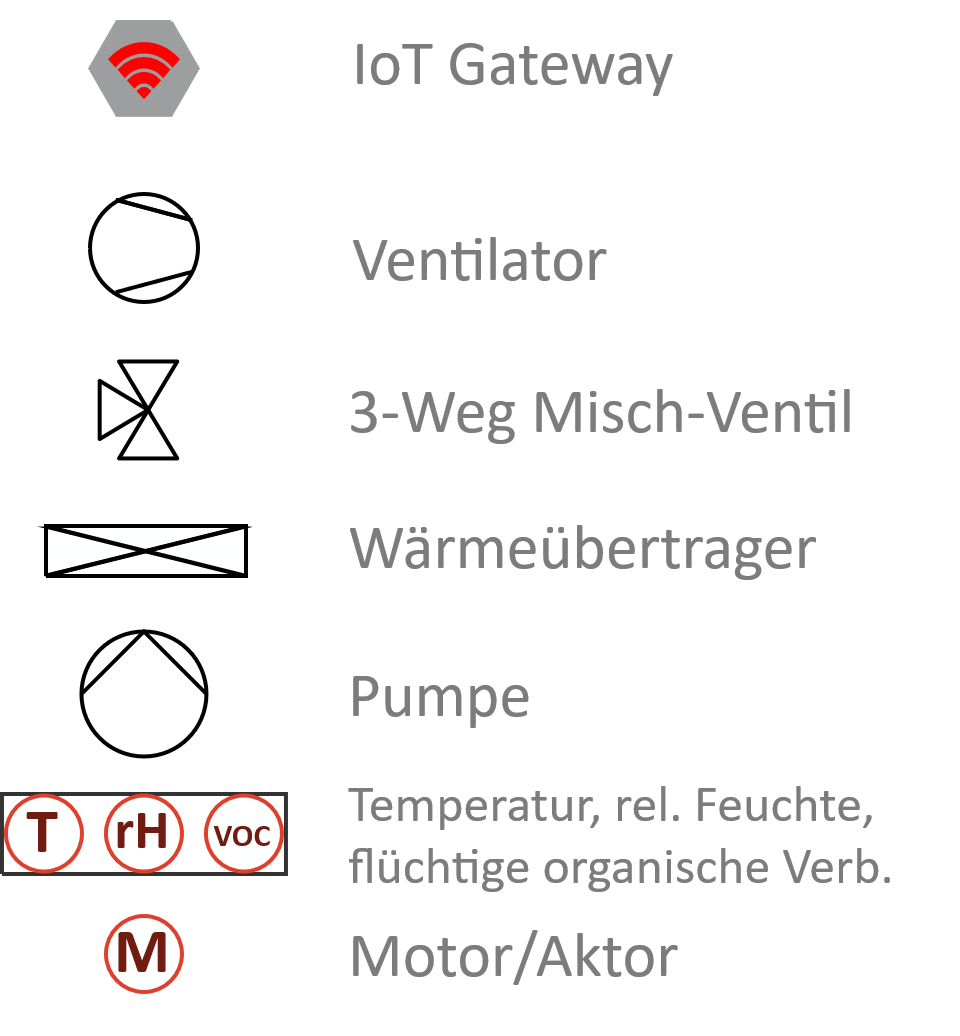 IoT Gateway
Ventilator
3-Weg Misch-Ventil
Wärmeübertrager
Pumpe
T rH VOC Temperatur, rel. Feuchte,
flüchtige organische Verb.
M Motor/Aktor